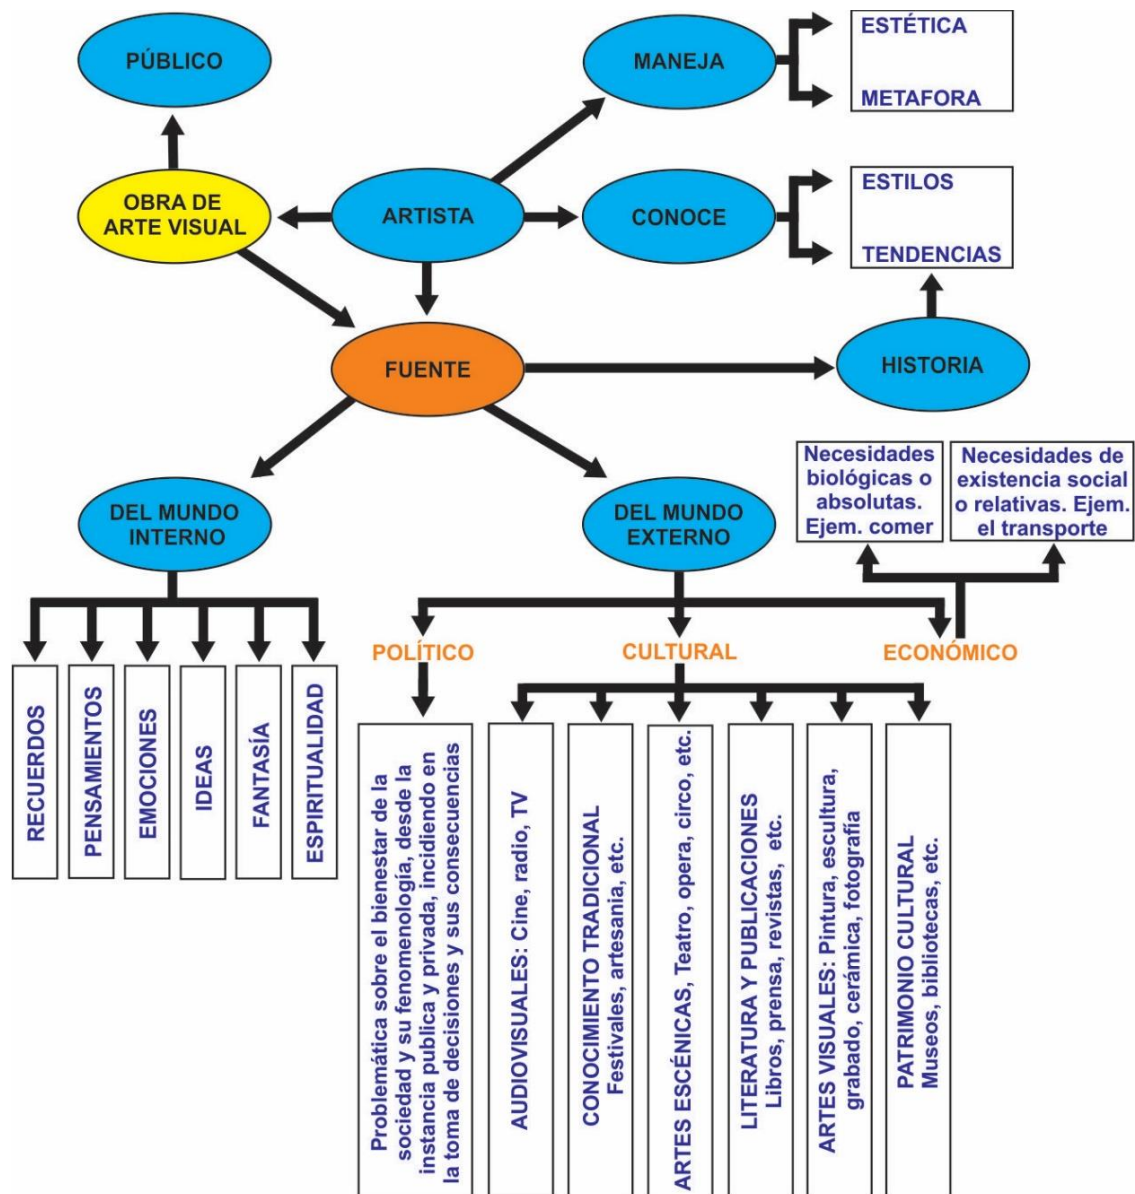 PÚBLICO
MANEJA
ESTÉTICA
METAFORA
OBRA DE
ARTE VISUAL
ARTISTA
CONOCE
ESTILOS
TENDENCIAS
FUENTE
HISTORIA
DEL MUNDO
INTERNO
DEL MUNDO
EXTERNO
Necesidades
biológicas o
absolutas.
Ejem. comer
Necesidades de
existencia social
o relativas. Ejem.
el transporte
POLÍTICO
CULTURAL
ECONÓMICO
RECUERDOS
PENSAMIENTOS
EMOCIONES
IDEAS
FANTASÍA
ESPIRITUALIDAD
Problemática sobre el bienestar de la
sociedad y su fenomenología, desde la
instancia publica y privada, incidiendo en
la toma de decisiones y sus consecuencias
AUDIOVISUALES: Cine, radio, TV
CONOCIMIENTO TRADICIONAL
Festivales, artesania, etc.
ARTES ESCÉNICAS, Teatro, opera, circo, etc.
LITERATURA Y PUBLICACIONES
Libros, prensa, revistas, etc.
ARTES VISUALES: Pintura, escultura,
grabado, cerámica, fotografía
PATRIMONIO CULTURAL
Museos, bibliotecas, etc.